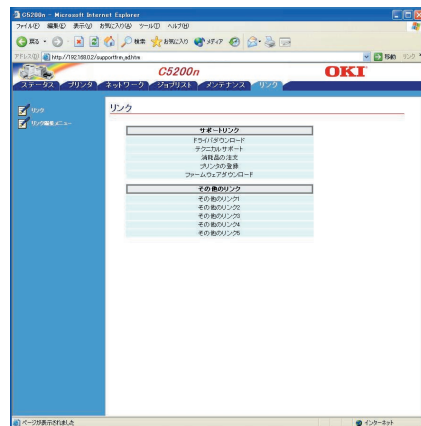 C5200n - Microsoft Internet Explorer
ファイル(F) 編集(E) 表示(V) お気に入り(A) ツール(T) ヘルプ(H)
戻る 検索 お気に入り メディア
アドレス(D) http://192.168.0.2/supportfrm_ad.htm 移動 リンク
C5200n OKI
ステータス プリンタ ネットワーク ジョブリスト メンテナンス リンク
リンク
リンク編集メニュー
リンク
サポートリンク
ドライバダウンロード
テクニカルサポート
消耗品の注文
プリンタの登録
ファームウェアダウンロード
その他のリンク
その他のリンク1
その他のリンク2
その他のリンク3
その他のリンク4
その他のリンク5
ページが表示されました インターネット